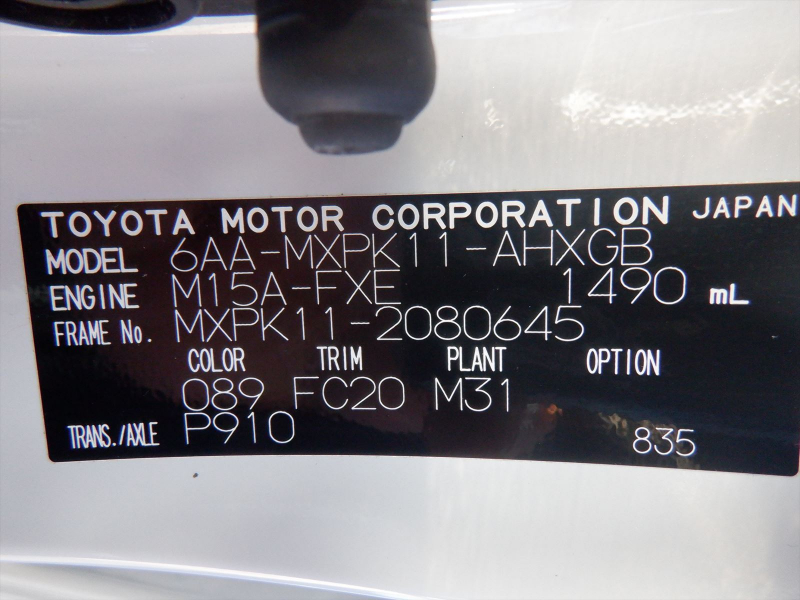 TOYOTA MOTOR CORPORATION JAPAN
MODEL 6AA-MXPK11-AHXGB
ENGINE M15A-FXE 1490 mL
FRAME No. MXPK11-2080645
COLOR TRIM PLANT OPTION
089 FC20 M31
TRANS./AXLE P910 835